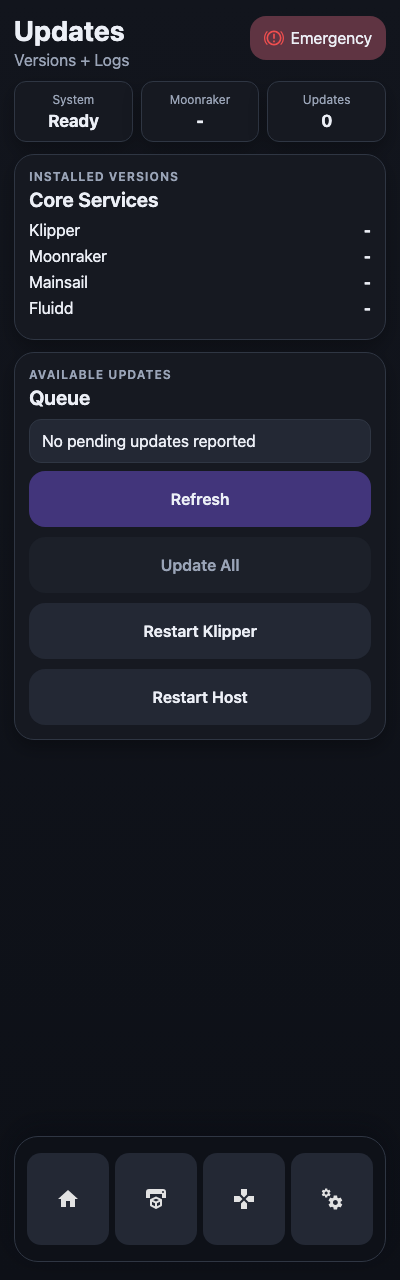 Updates
Versions + Logs
Emergency
System
Ready
Moonraker
-
Updates
0
INSTALLED VERSIONS
Core Services
Klipper -
Moonraker -
Mainsail -
Fluidd -
AVAILABLE UPDATES
Queue
No pending updates reported
Refresh
Update All
Restart Klipper
Restart Host